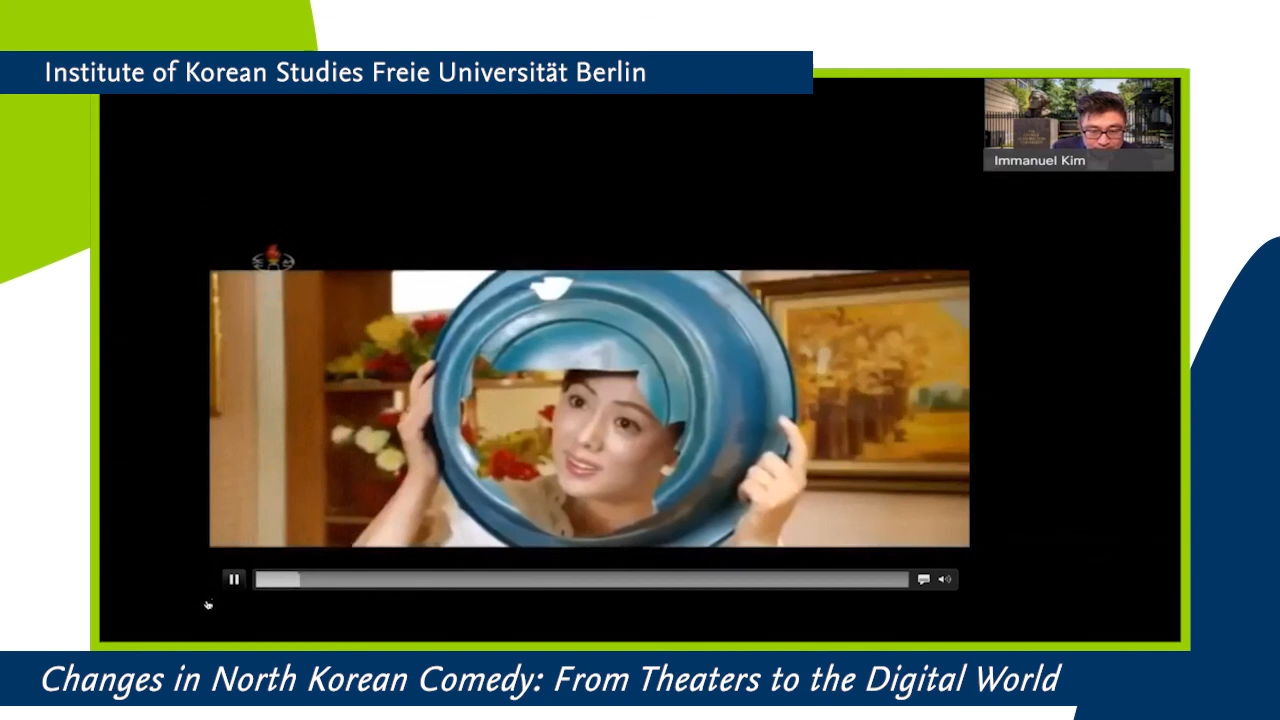 Institute of Korean Studies Freie Universität Berlin
Immanuel Kim
Changes in North Korean Comedy: From Theaters to the Digital World